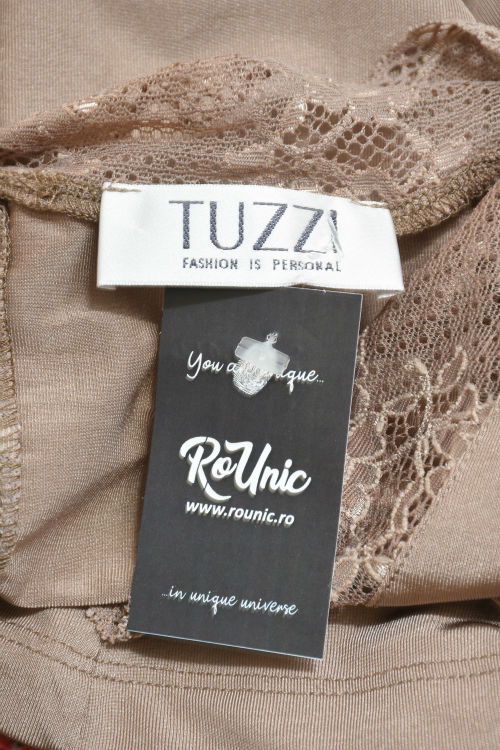 TUZZI
FASHION IS PERSONAL
You a
RoUnic
www.rounic.ro
...in unique universe